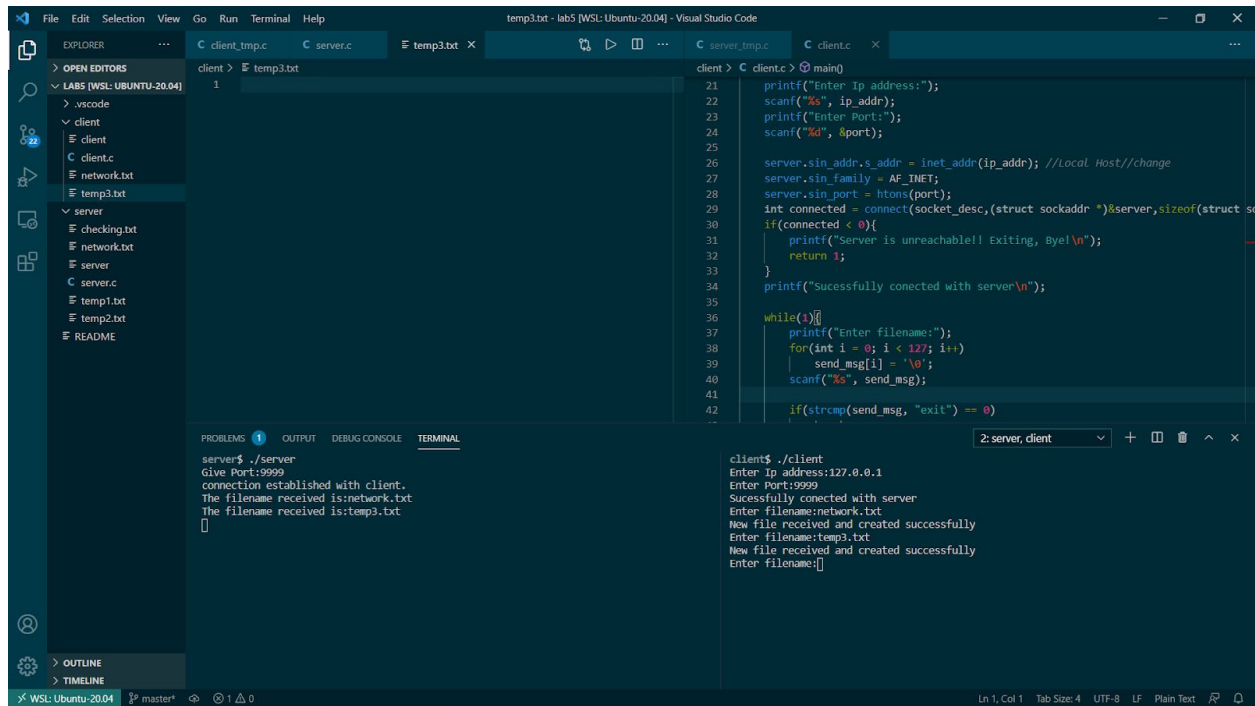 File Edit Selection View Go Run Terminal Help
temp3.txt - lab5 [WSL: Ubuntu-20.04] - Visual Studio Code
EXPLORER ...
> OPEN EDITORS
LAB5 [WSL: UBUNTU-20.04]
> .vscode
client
client
C client.c
network.txt
temp3.txt
server
checking.txt
network.txt
server
C server.c
temp1.txt
temp2.txt
README
22
> OUTLINE
> TIMELINE
C client_tmp.c C server.c temp3.txt ×
client > temp3.txt
1
C server_tmp.c C client.c ×
client > C client.c > main()
21 printf("Enter Ip address:");
22 scanf("%s", ip_addr);
23 printf("Enter Port:");
24 scanf("%d", &port);
25
26 server.sin_addr.s_addr = inet_addr(ip_addr); //Local Host//change
27 server.sin_family = AF_INET;
28 server.sin_port = htons(port);
29 int connected = connect(socket_desc,(struct sockaddr *)&server,sizeof(struct so
30 if(connected < 0){
31 printf("Server is unreachable!! Exiting, Bye!\n");
32 return 1;
33 }
34 printf("Sucessfully conected with server\n");
35
36 while(1){
37 printf("Enter filename:");
38 for(int i = 0; i < 127; i++)
39 send_msg[i] = '\0';
40 scanf("%s", send_msg);
41
42 if(strcmp(send_msg, "exit") == 0)
PROBLEMS 1 OUTPUT DEBUG CONSOLE TERMINAL
2: server, client
server$ ./server
Give Port:9999
connection established with client.
The filename received is:network.txt
The filename received is:temp3.txt
client$ ./client
Enter Ip address:127.0.0.1
Enter Port:9999
Sucessfully conected with server
Enter filename:network.txt
New file received and created successfully
Enter filename:temp3.txt
New file received and created successfully
Enter filename:
WSL: Ubuntu-20.04 master* 1 0
Ln 1, Col 1 Tab Size: 4 UTF-8 LF Plain Text